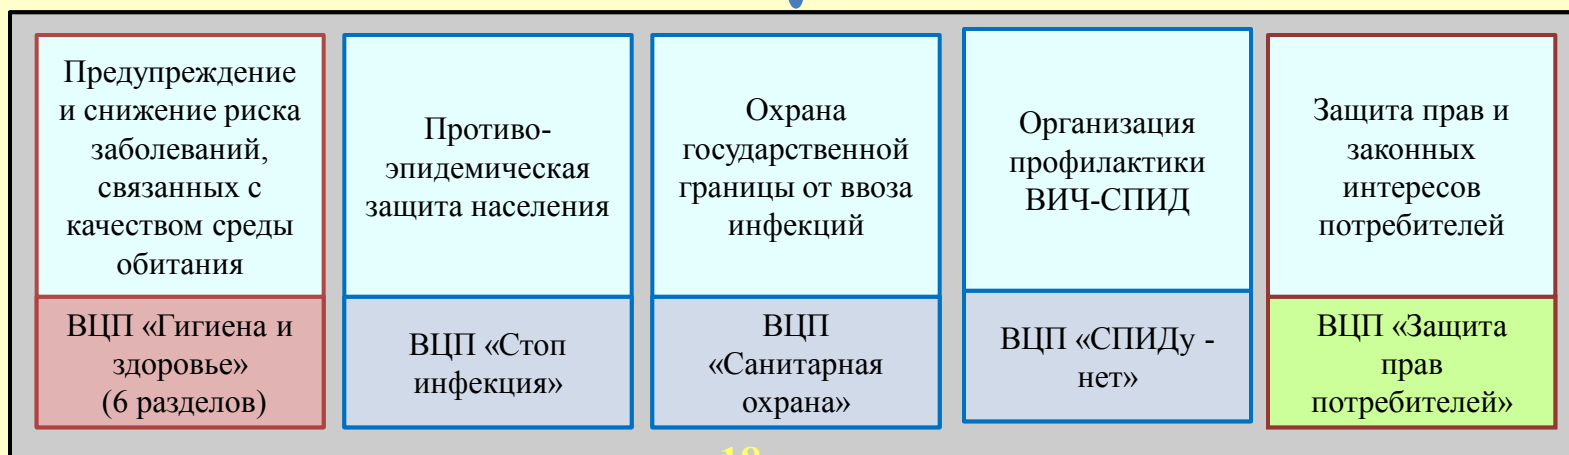 Предупреждение
и снижение риска
заболеваний,
связанных с
качеством среды
обитания
ВЦП «Гигиена и
здоровье»
(6 разделов)
Противо-
эпидемическая
защита населения
ВЦП «Стоп
инфекция»
Охрана
государственной
границы от ввоза
инфекций
ВЦП
«Санитарная
охрана»
Организация
профилактики
ВИЧ-СПИД
ВЦП «СПИДу -
нет»
Защита прав и
законных
интересов
потребителей
ВЦП «Защита
прав
потребителей»